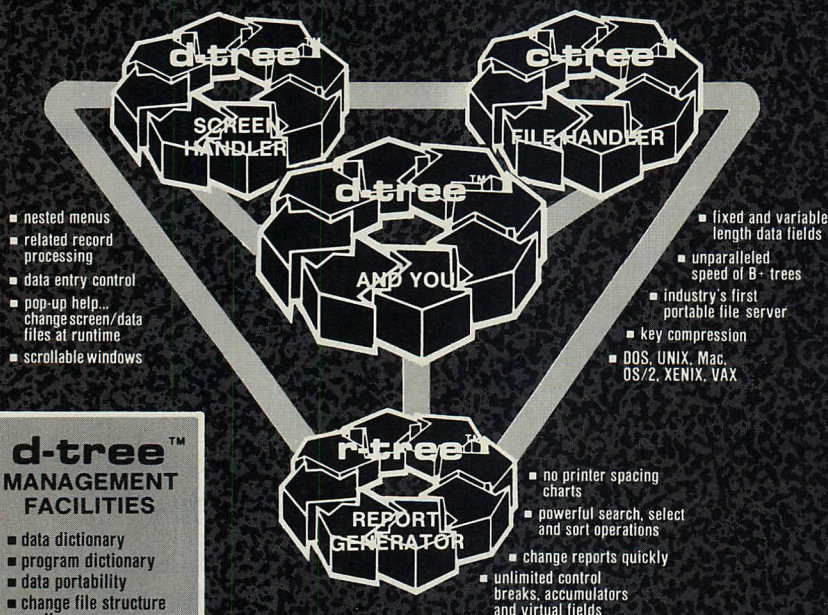 d-tree™
SCREEN
HANDLER
c-tree™
FILE HANDLER
d-tree™
AND YOU
■ nested menus
■ related record
processing
■ data entry control
■ pop-up help...
change screen/data
files at runtime
■ scrollable windows
■ fixed and variable
length data fields
■ unparalleled
speed of B+ trees
■ industry's first
portable file server
■ key compression
■ DOS, UNIX, Mac,
OS/2, XENIX, VAX
r-tree™
REPORT
GENERATOR
■ no printer spacing
charts
■ powerful search, select
and sort operations
■ change reports quickly
■ unlimited control
breaks, accumulators
and virtual fields
d-tree™
MANAGEMENT
FACILITIES
■ data dictionary
■ program dictionary
■ data portability
■ change file structure